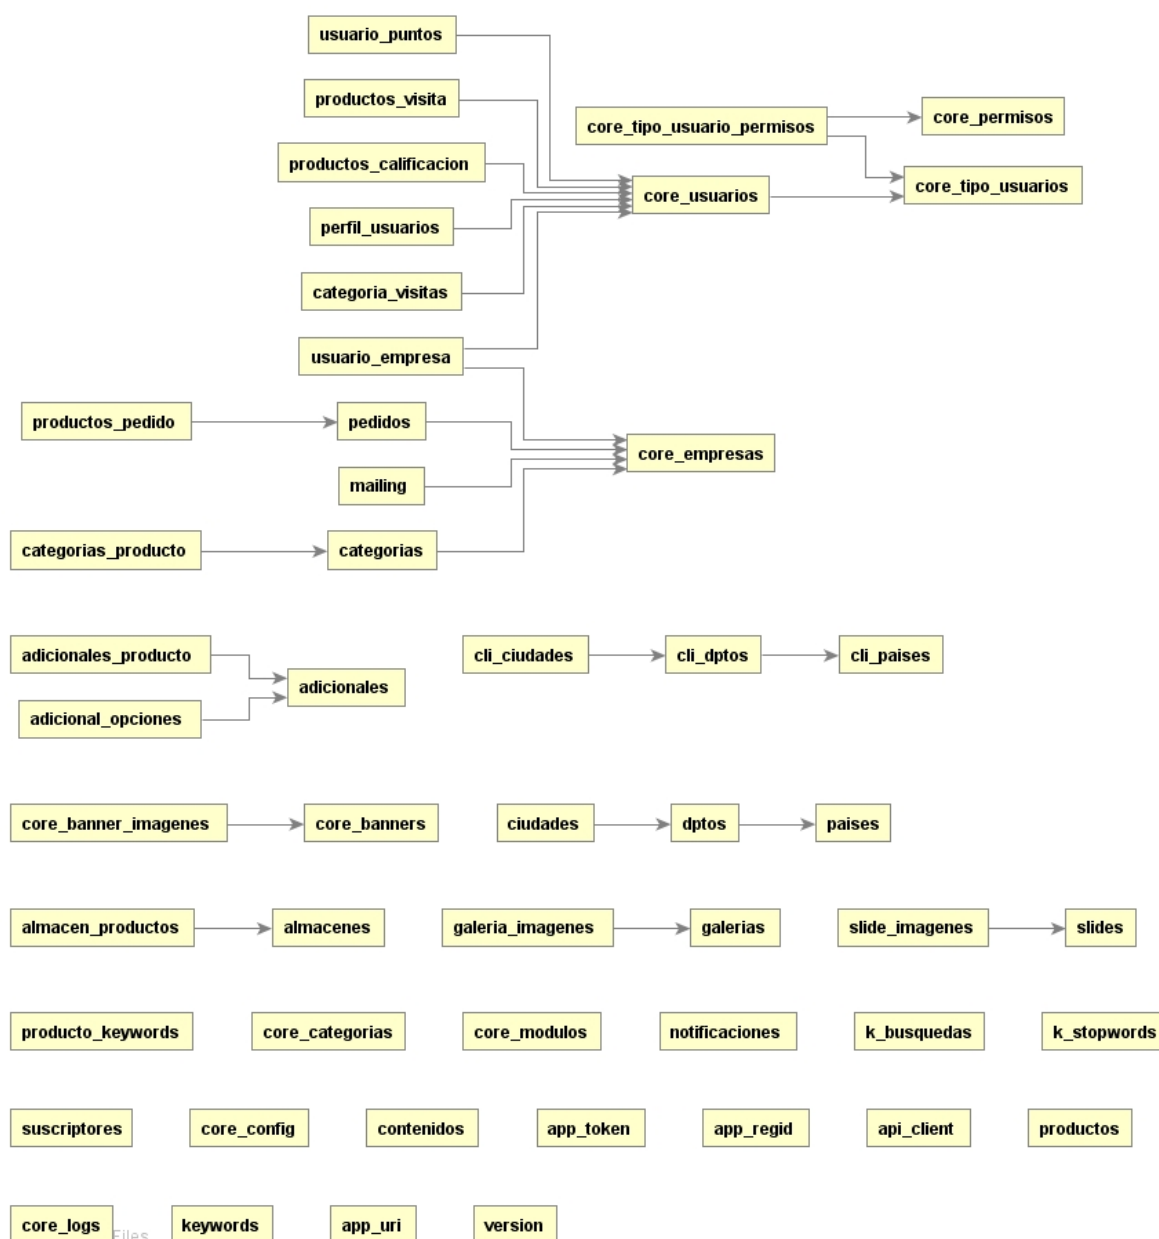 usuario_puntos
productos_visita
core_tipo_usuario_permisos
core_permisos
productos_calificacion
core_usuarios
core_tipo_usuarios
perfil_usuarios
categoria_visitas
usuario_empresa
productos_pedido
pedidos
core_empresas
mailing
categorias_producto
categorias
adicionales_producto
cli_ciudades
cli_dptos
cli_paises
adicionales
adicional_opciones
core_banner_imagenes
core_banners
ciudades
dptos
paises
almacen_productos
almacenes
galeria_imagenes
galerias
slide_imagenes
slides
producto_keywords
core_categorias
core_modulos
notificaciones
k_busquedas
k_stopwords
suscriptores
core_config
contenidos
app_token
app_regid
api_client
productos
core_logs
Files
keywords
app_uri
version